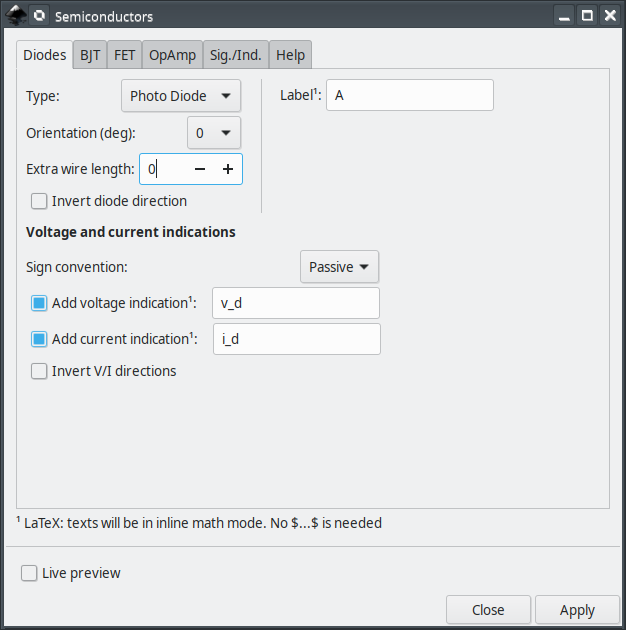 Semiconductors
Diodes BJT FET OpAmp Sig./Ind. Help
Type: Photo Diode Label¹: A
Orientation (deg): 0
Extra wire length: 0 − +
Invert diode direction
Voltage and current indications
Sign convention: Passive
Add voltage indication¹: v_d
Add current indication¹: i_d
Invert V/I directions
¹ LaTeX: texts will be in inline math mode. No $...$ is needed
Live preview
Close Apply